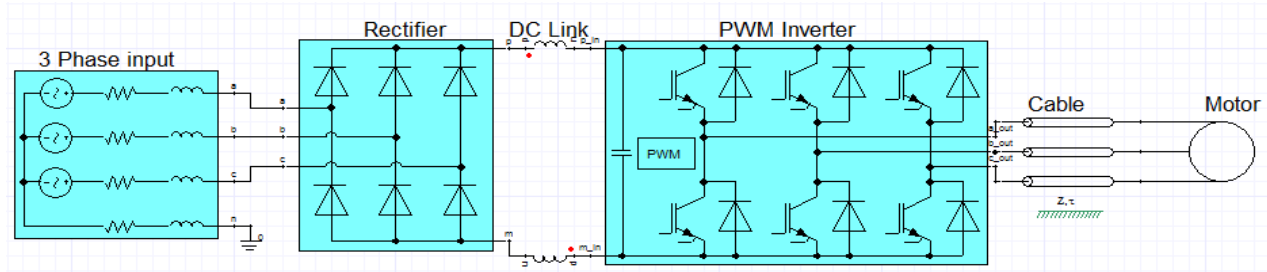 Rectifier
DC Link
PWM Inverter
3 Phase input
Cable
Motor
a
b
c
n
a
b
c
p
p_in
m
m_in
PWM
a_out
b_out
c_out
Z,τ